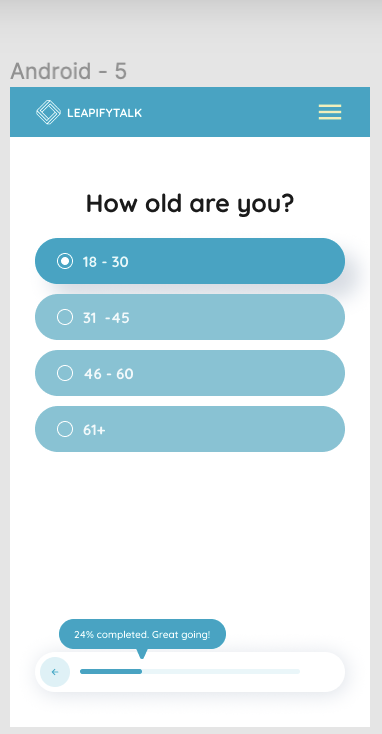 Android - 5
LEAPIFYTALK
How old are you?
18 - 30
31 -45
46 - 60
61+
24% completed. Great going!